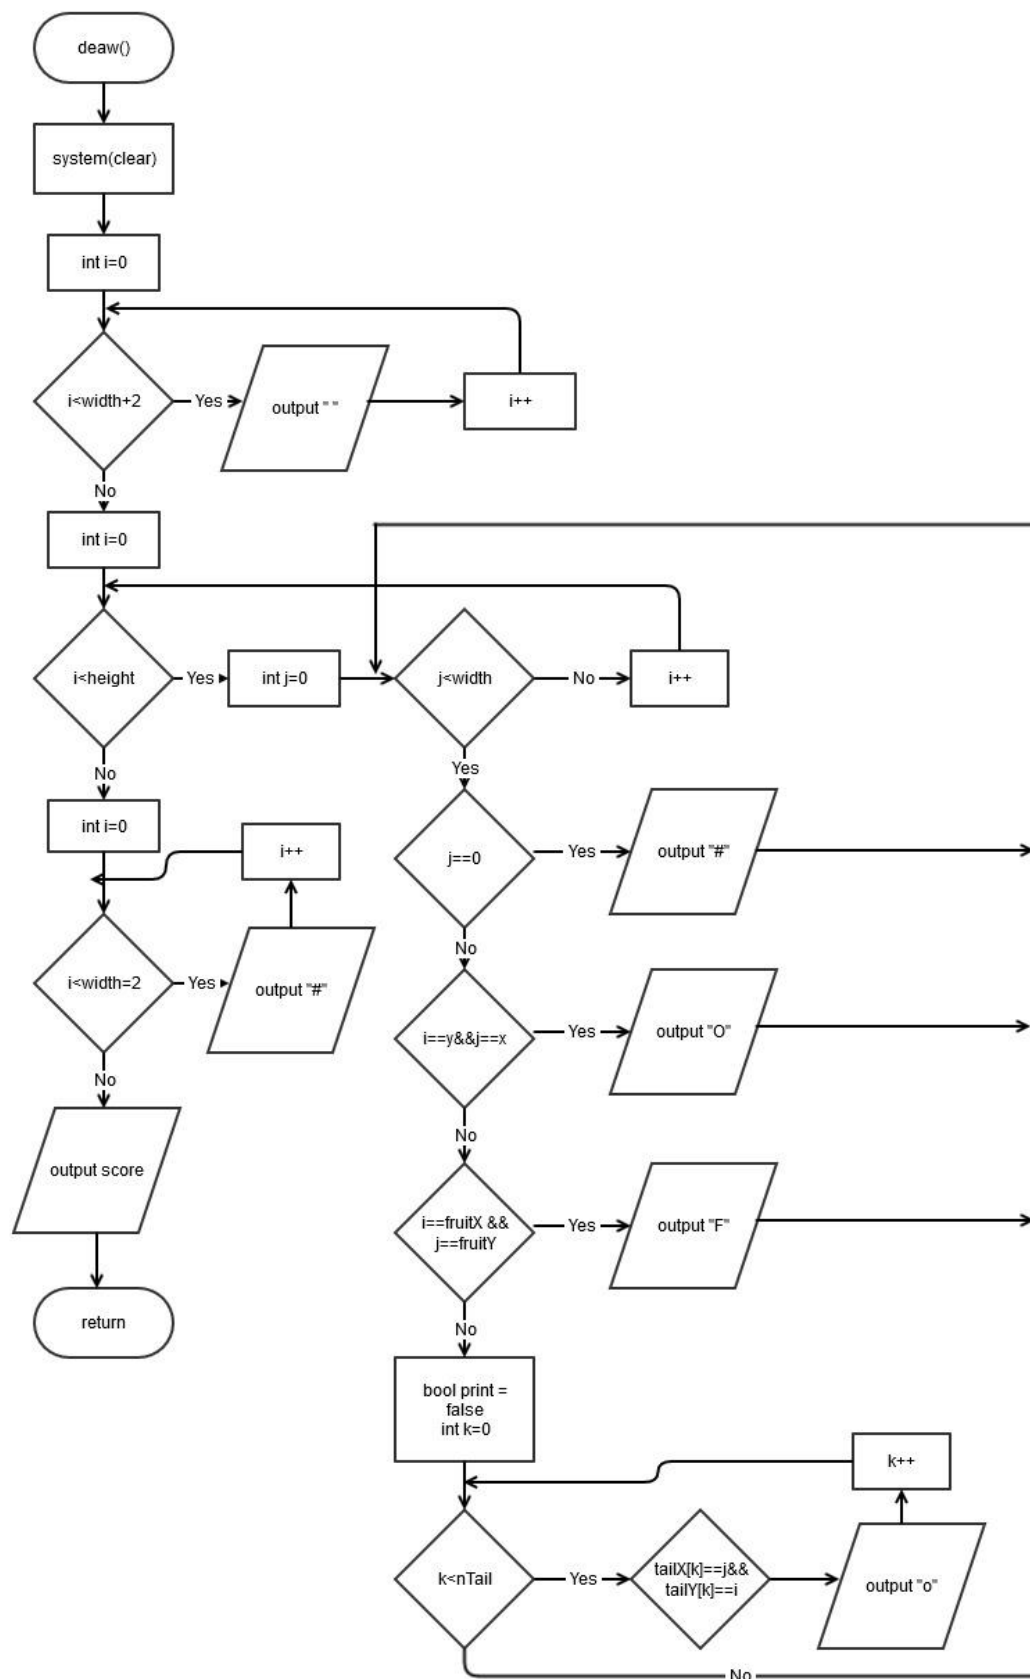 deaw()
system(clear)
int i=0
i<width+2
Yes
output " "
i++
No
int i=0
i<height
Yes
int j=0
j<width
No
i++
No
Yes
int i=0
i++
j==0
Yes
output "#"
No
i<width=2
Yes
output "#"
i==y&&j==x
Yes
output "O"
No
No
output score
i==fruitX &&
j==fruitY
Yes
output "F"
return
No
bool print =
false
int k=0
k++
k<nTail
Yes
tailX[k]==j&&
tailY[k]==i
output "o"
No